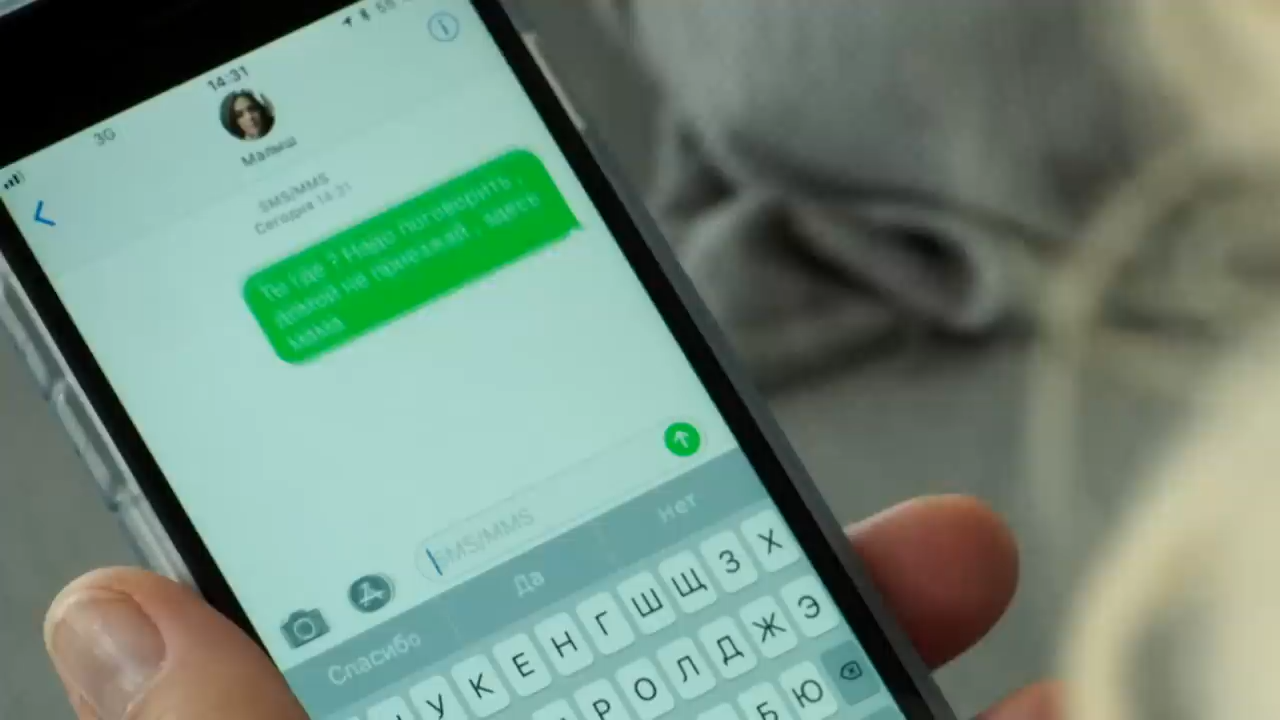 14:31
3G
Малыш
SMS/MMS
Сегодня 14:31
Ты где ? Надо поговорить ,
домой не приезжай , здесь
мама
SMS/MMS
Спасибо Да Нет
У К Е Н Г Ш Щ З Х
Р О Л Д Ж Э
Б Ю